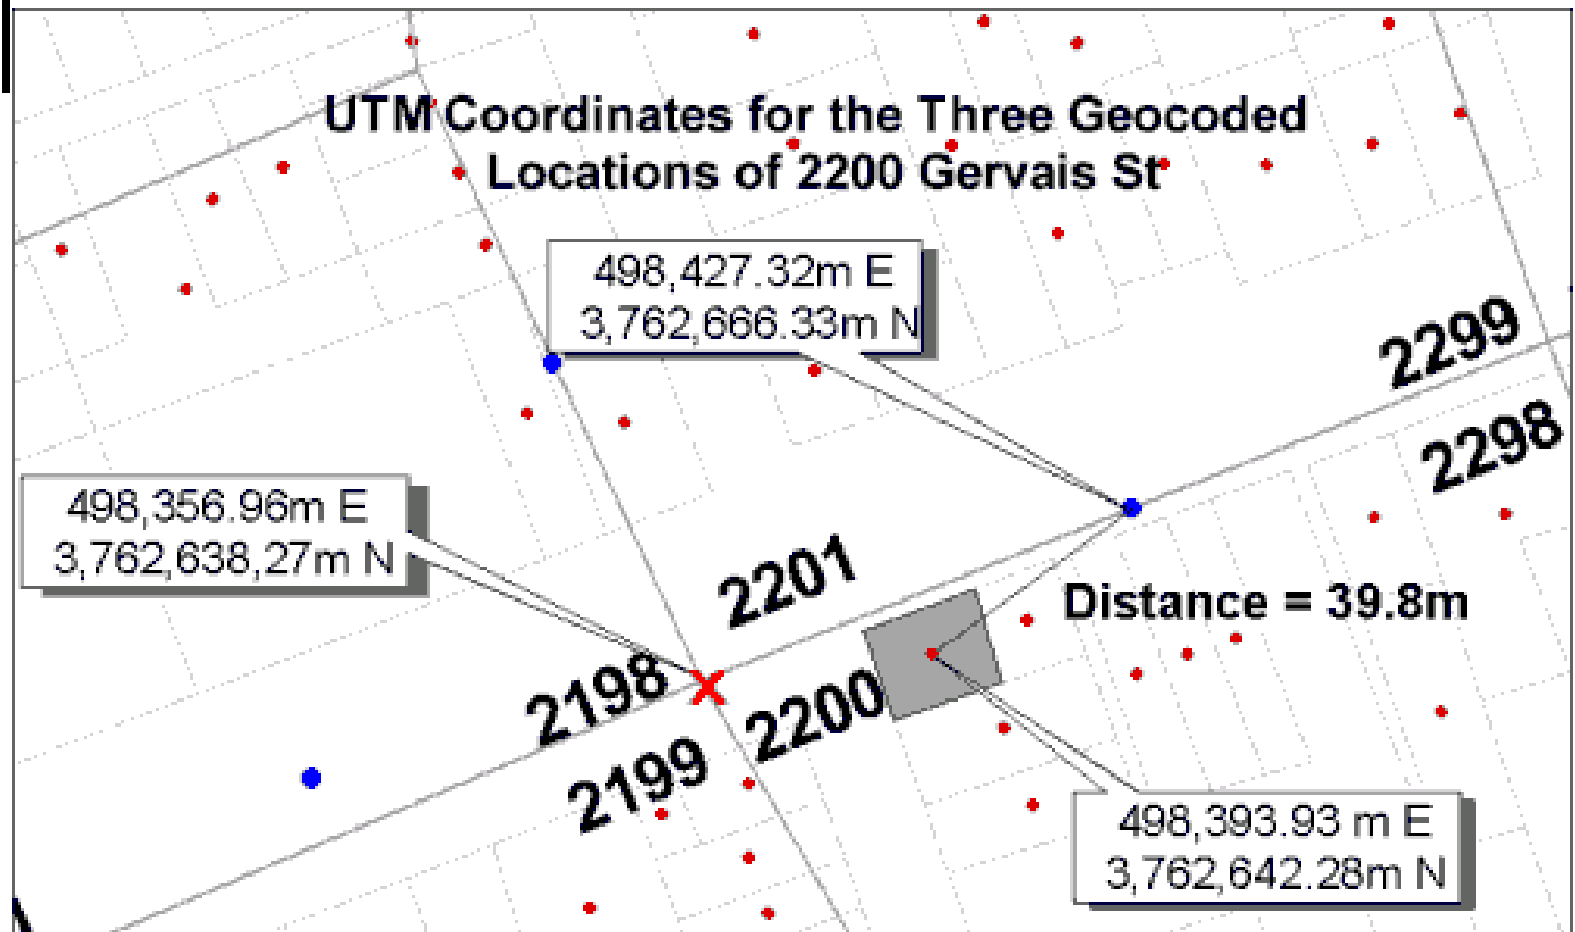 UTM Coordinates for the Three Geocoded
Locations of 2200 Gervais St
498,427.32m E
3,762,666.33m N
2299
2298
498,356.96m E
3,762,638,27m N
2201
Distance = 39.8m
2198
2200
2199
498,393.93 m E
3,762,642.28m N